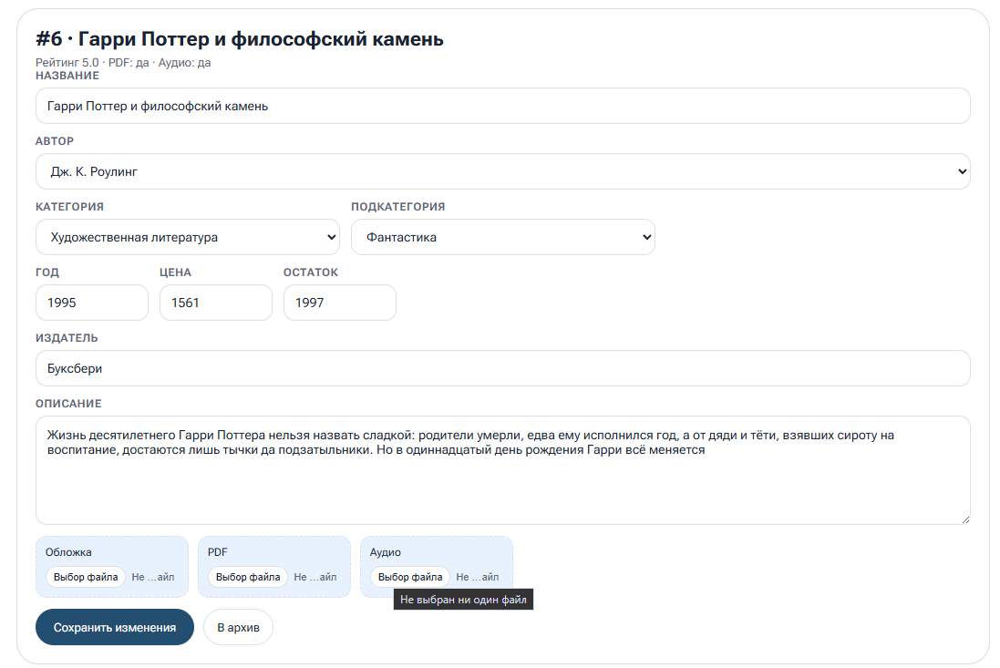 #6 · Гарри Поттер и философский камень
Рейтинг 5.0 · PDF: да · Аудио: да
НАЗВАНИЕ
Гарри Поттер и философский камень
АВТОР
Дж. К. Роулинг
КАТЕГОРИЯ ПОДКАТЕГОРИЯ
Художественная литература Фантастика
ГОД ЦЕНА ОСТАТОК
1995 1561 1997
ИЗДАТЕЛЬ
Буксбери
ОПИСАНИЕ
Жизнь десятилетнего Гарри Поттера нельзя назвать сладкой: родители умерли, едва ему исполнился год, а от дяди и тёти, взявших сироту на
воспитание, достаются лишь тычки да подзатыльники. Но в одиннадцатый день рождения Гарри всё меняется
Обложка PDF Аудио
Выбор файла Не ...айл Выбор файла Не ...айл Выбор файла Не ...айл
Не выбран ни один файл
Сохранить изменения В архив